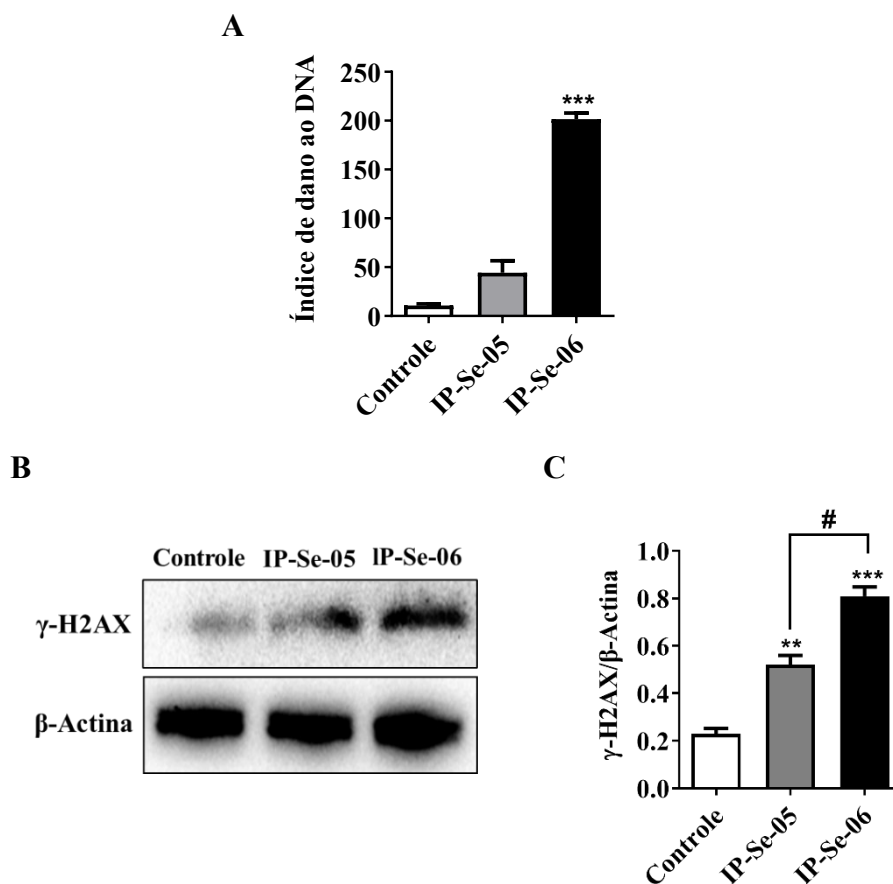 A
Índice de dano ao DNA
250
200
150
100
50
0
***
Controle
IP-Se-05
IP-Se-06
B
Controle IP-Se-05 IP-Se-06
γ-H2AX
β-Actina
C
#
γ-H2AX/β-Actina
1.0
0.8
0.6
0.4
0.2
0.0
**
***
Controle
IP-Se-05
IP-Se-06